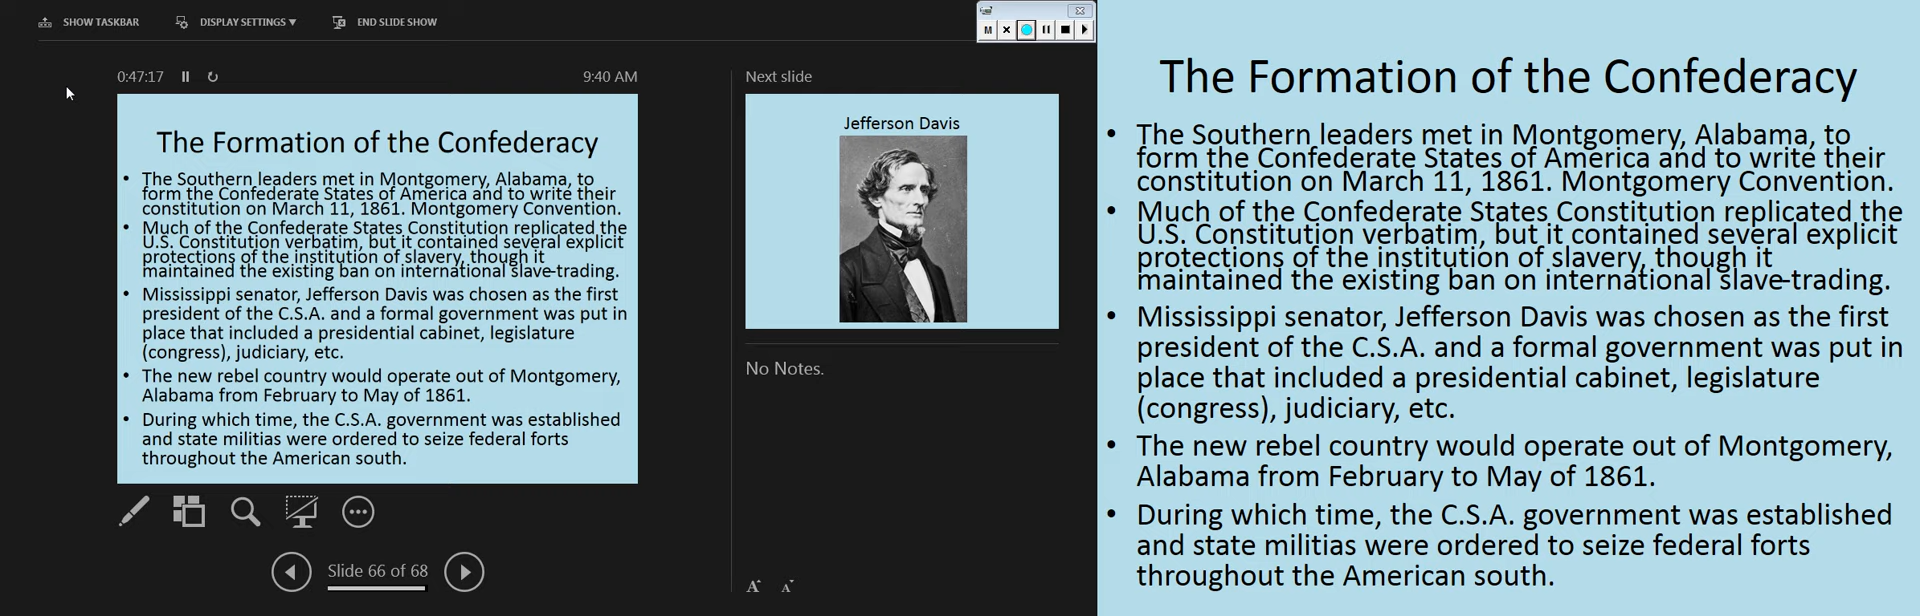 SHOW TASKBAR
DISPLAY SETTINGS ▼
END SLIDE SHOW
M
0:47:17
9:40 AM
The Formation of the Confederacy
• The Southern leaders met in Montgomery, Alabama, to
form the Confederate States of America and to write their
constitution on March 11, 1861. Montgomery Convention.
• Much of the Confederate States Constitution replicated the
U.S. Constitution verbatim, but it contained several explicit
protections of the institution of slavery, though it
maintained the existing ban on international slave-trading.
• Mississippi senator, Jefferson Davis was chosen as the first
president of the C.S.A. and a formal government was put in
place that included a presidential cabinet, legislature
(congress), judiciary, etc.
• The new rebel country would operate out of Montgomery,
Alabama from February to May of 1861.
• During which time, the C.S.A. government was established
and state militias were ordered to seize federal forts
throughout the American south.
Slide 66 of 68
Next slide
Jefferson Davis
No Notes.
A A
The Formation of the Confederacy
• The Southern leaders met in Montgomery, Alabama, to
form the Confederate States of America and to write their
constitution on March 11, 1861. Montgomery Convention.
• Much of the Confederate States Constitution replicated the
U.S. Constitution verbatim, but it contained several explicit
protections of the institution of slavery, though it
maintained the existing ban on international slave-trading.
• Mississippi senator, Jefferson Davis was chosen as the first
president of the C.S.A. and a formal government was put in
place that included a presidential cabinet, legislature
(congress), judiciary, etc.
• The new rebel country would operate out of Montgomery,
Alabama from February to May of 1861.
• During which time, the C.S.A. government was established
and state militias were ordered to seize federal forts
throughout the American south.